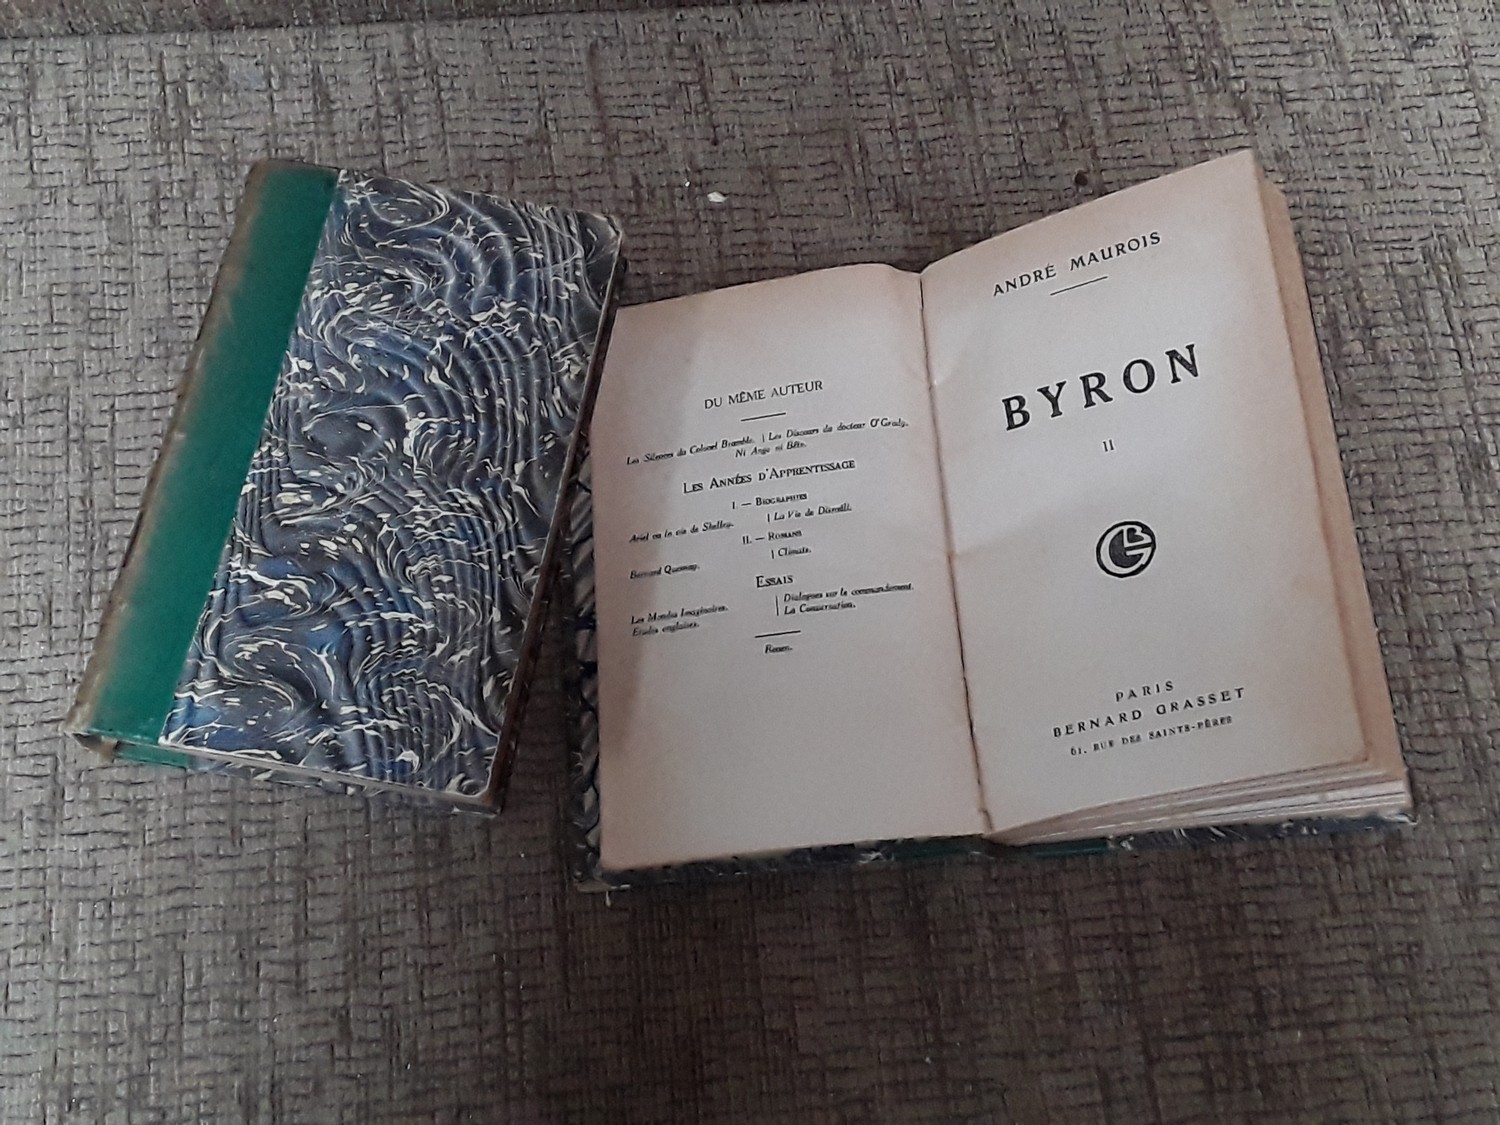 DU MÊME AUTEUR
Les Silences du Colonel Bramble. | Les Discours du docteur O'Grady.
Ni Ange ni Bête.
LES ANNÉES D'APPRENTISSAGE
I. — BIOGRAPHIES
Ariel ou la vie de Shelley. | La Vie de Disraëli.
II. — ROMANS
Bernard Quesnay. | Climats.
ESSAIS
Les Mondes Imaginaires. | Dialogues sur le commandement.
Etudes anglaises. | La Conversation.
Rouen.
ANDRÉ MAUROIS
BYRON
II
PARIS
BERNARD GRASSET
61, RUE DES SAINTS-PÈRES